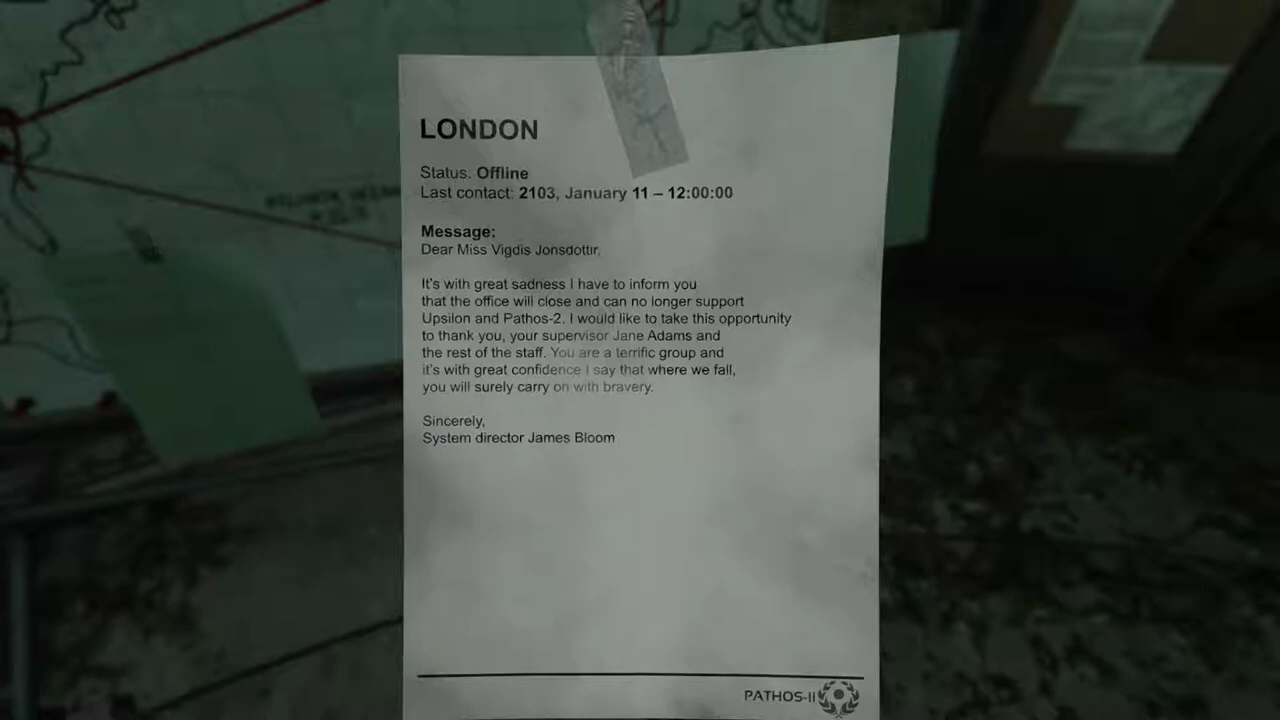 LONDON
Status. Offline
Last contact: 2103, January 11 – 12:00:00
Message:
Dear Miss Vigdis Jonsdottir,
It's with great sadness I have to inform you
that the office will close and can no longer support
Upsilon and Pathos-2. I would like to take this opportunity
to thank you, your supervisor Jane Adams and
the rest of the staff. You are a terrific group and
it's with great confidence I say that where we fall,
you will surely carry on with bravery.
Sincerely,
System director James Bloom
PATHOS-II